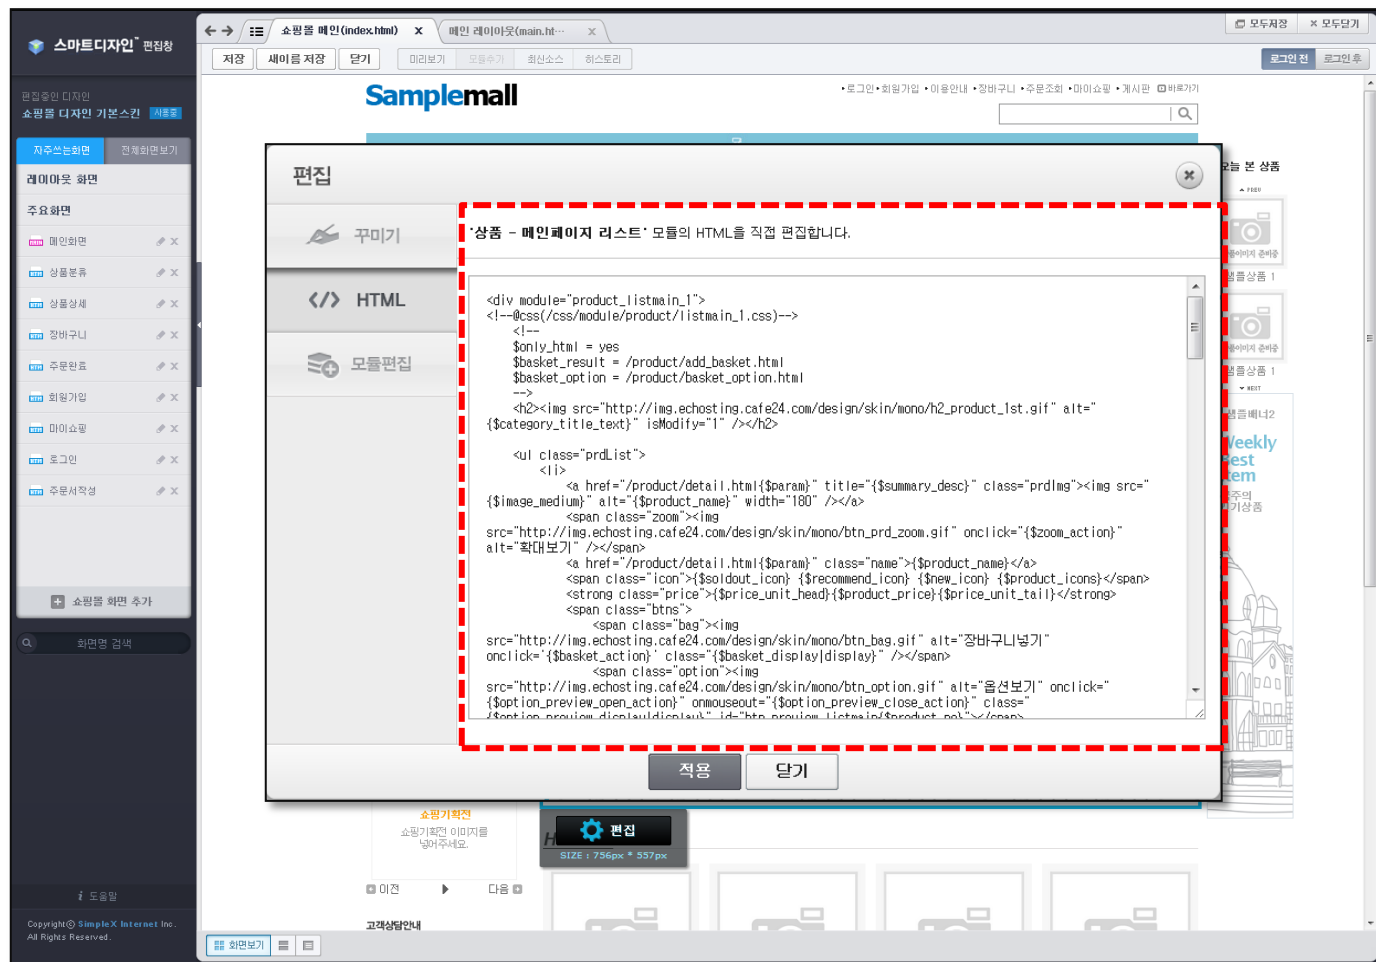 스마트디자인 편집창
편집중인 디자인
쇼핑몰 디자인 기본스킨 사용중
자주쓰는화면 전체화면보기
레이아웃 화면
주요화면
메인화면
상품분류
상품상세
장바구니
주문완료
회원가입
마이쇼핑
로그인
주문서작성
쇼핑몰 화면 추가
화면명 검색
i 도움말
Copyright© SimpleX Internet Inc.
All Rights Reserved.
쇼핑몰 메인(index.html) x 메인 레이아웃(main.ht··· x
모두저장 × 모두닫기
저장 새이름 저장 닫기 미리보기 모듈추가 최신소스 히스토리 로그인 전 로그인 후
Samplemall
로그인 회원가입 이용안내 장바구니 주문조회 마이쇼핑 게시판 바로가기
오늘 본 상품
PREV
샘플상품 1
샘플상품 1
NEXT
샘플배너2
Weekly
Best
Item
편집
꾸미기
</> HTML
모듈편집
'상품 - 메인페이지 리스트' 모듈의 HTML을 직접 편집합니다.
<div module="product_listmain_1">
<!--@css(/css/module/product/listmain_1.css)-->
<!--
$only_html = yes
$basket_result = /product/add_basket.html
$basket_option = /product/basket_option.html
-->
<h2><img src="http://img.echosting.cafe24.com/design/skin/mono/h2_product_1st.gif" alt="
{$category_title_text}" isModify="1" /></h2>
<ul class="prdList">
<li>
<a href="/product/detail.html{$param}" title="{$summary_desc}" class="prdImg"><img src="
{$image_medium}" alt="{$product_name}" width="180" /></a>
<span class="zoom"><img
src="http://img.echosting.cafe24.com/design/skin/mono/btn_prd_zoom.gif" onclick="{$zoom_action}"
alt="확대보기" /></span>
<a href="/product/detail.html{$param}" class="name">{$product_name}</a>
<span class="icon">{$soldout_icon} {$recommend_icon} {$new_icon} {$product_icons}</span>
<strong class="price">{$price_unit_head}{$product_price}{$price_unit_tail}</strong>
<span class="btns">
<span class="bag"><img
src="http://img.echosting.cafe24.com/design/skin/mono/btn_bag.gif" alt="장바구니넣기"
onclick='{$basket_action}' class="{$basket_display|display}" /></span>
<span class="option"><img
src="http://img.echosting.cafe24.com/design/skin/mono/btn_option.gif" alt="옵션보기" onclick="
{$option_preview_open_action}" onmouseout="{$option_preview_close_action}" class="
{$option_preview_display|display}" id="btn_preview_listmain{$product_no}"></span>
적용 닫기
쇼핑기획전
쇼핑기획전 이미지를
넣어주세요.
이전 다음
고객상담안내
편집
SIZE : 756px * 557px
화면보기